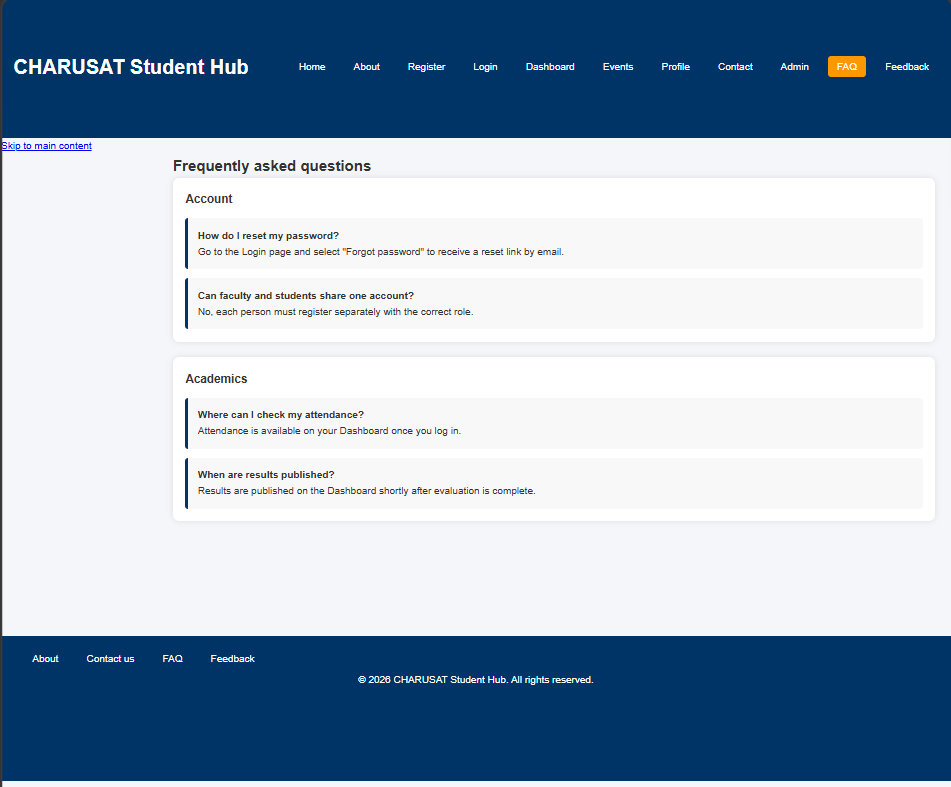 CHARUSAT Student Hub
Home About Register Login Dashboard Events Profile Contact Admin FAQ Feedback
Skip to main content
Frequently asked questions
Account
How do I reset my password?
Go to the Login page and select "Forgot password" to receive a reset link by email.
Can faculty and students share one account?
No, each person must register separately with the correct role.
Academics
Where can I check my attendance?
Attendance is available on your Dashboard once you log in.
When are results published?
Results are published on the Dashboard shortly after evaluation is complete.
About Contact us FAQ Feedback
© 2026 CHARUSAT Student Hub. All rights reserved.